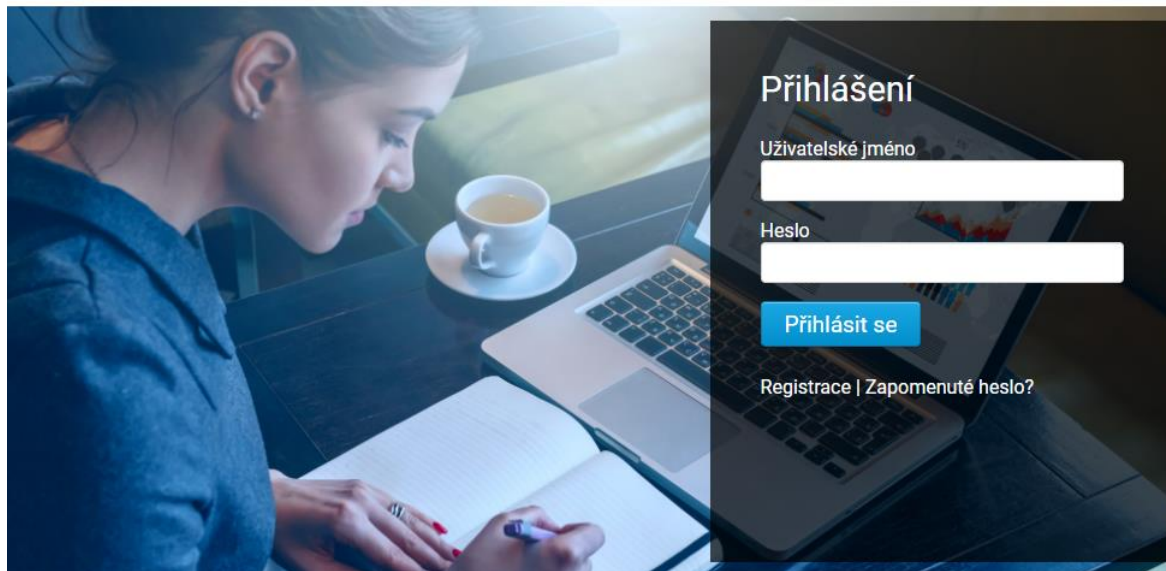 Přihlášení
Uživatelské jméno
Heslo
Přihlásit se
Registrace | Zapomenuté heslo?